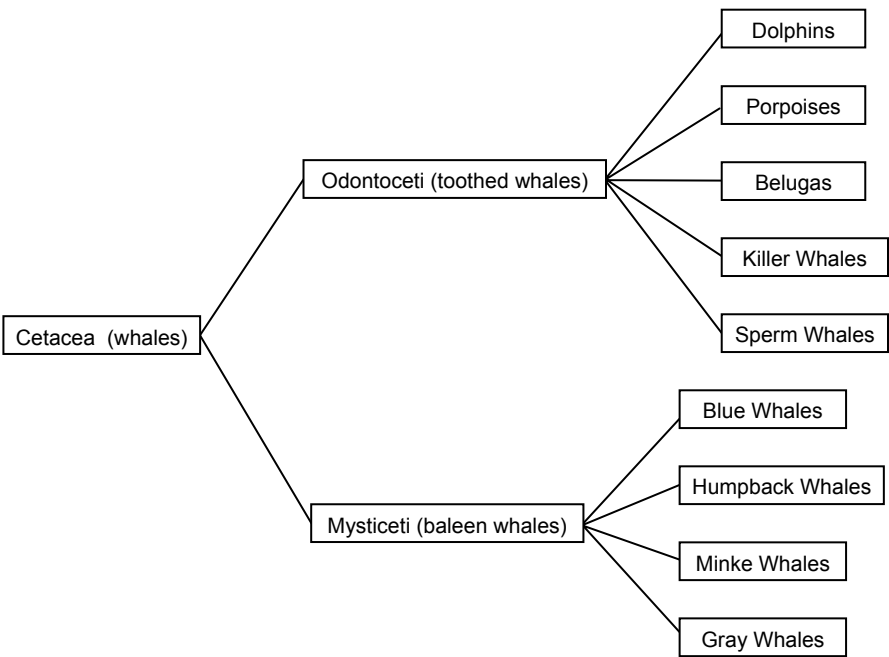 Dolphins
Porpoises
Odontoceti (toothed whales)
Belugas
Killer Whales
Cetacea  (whales)
Sperm Whales
Blue Whales
Humpback Whales
Mysticeti (baleen whales)
Minke Whales
Gray Whales